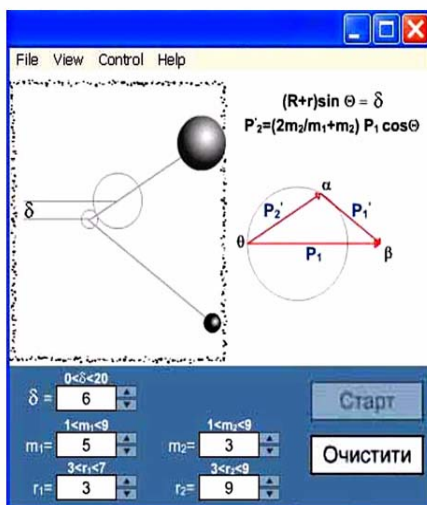 File View Control Help
(R+r)sin Θ = δ
P'₂=(2m₂/m₁+m₂) P₁ cosΘ
δ
α
P₂'
P₁'
θ
P₁
β
0<δ<20
δ = 6
1<m₁<9
m₁= 5
1<m₂<9
m₂= 3
3<r₁<7
r₁= 3
3<r₂<9
r₂= 9
Старт
Очистити